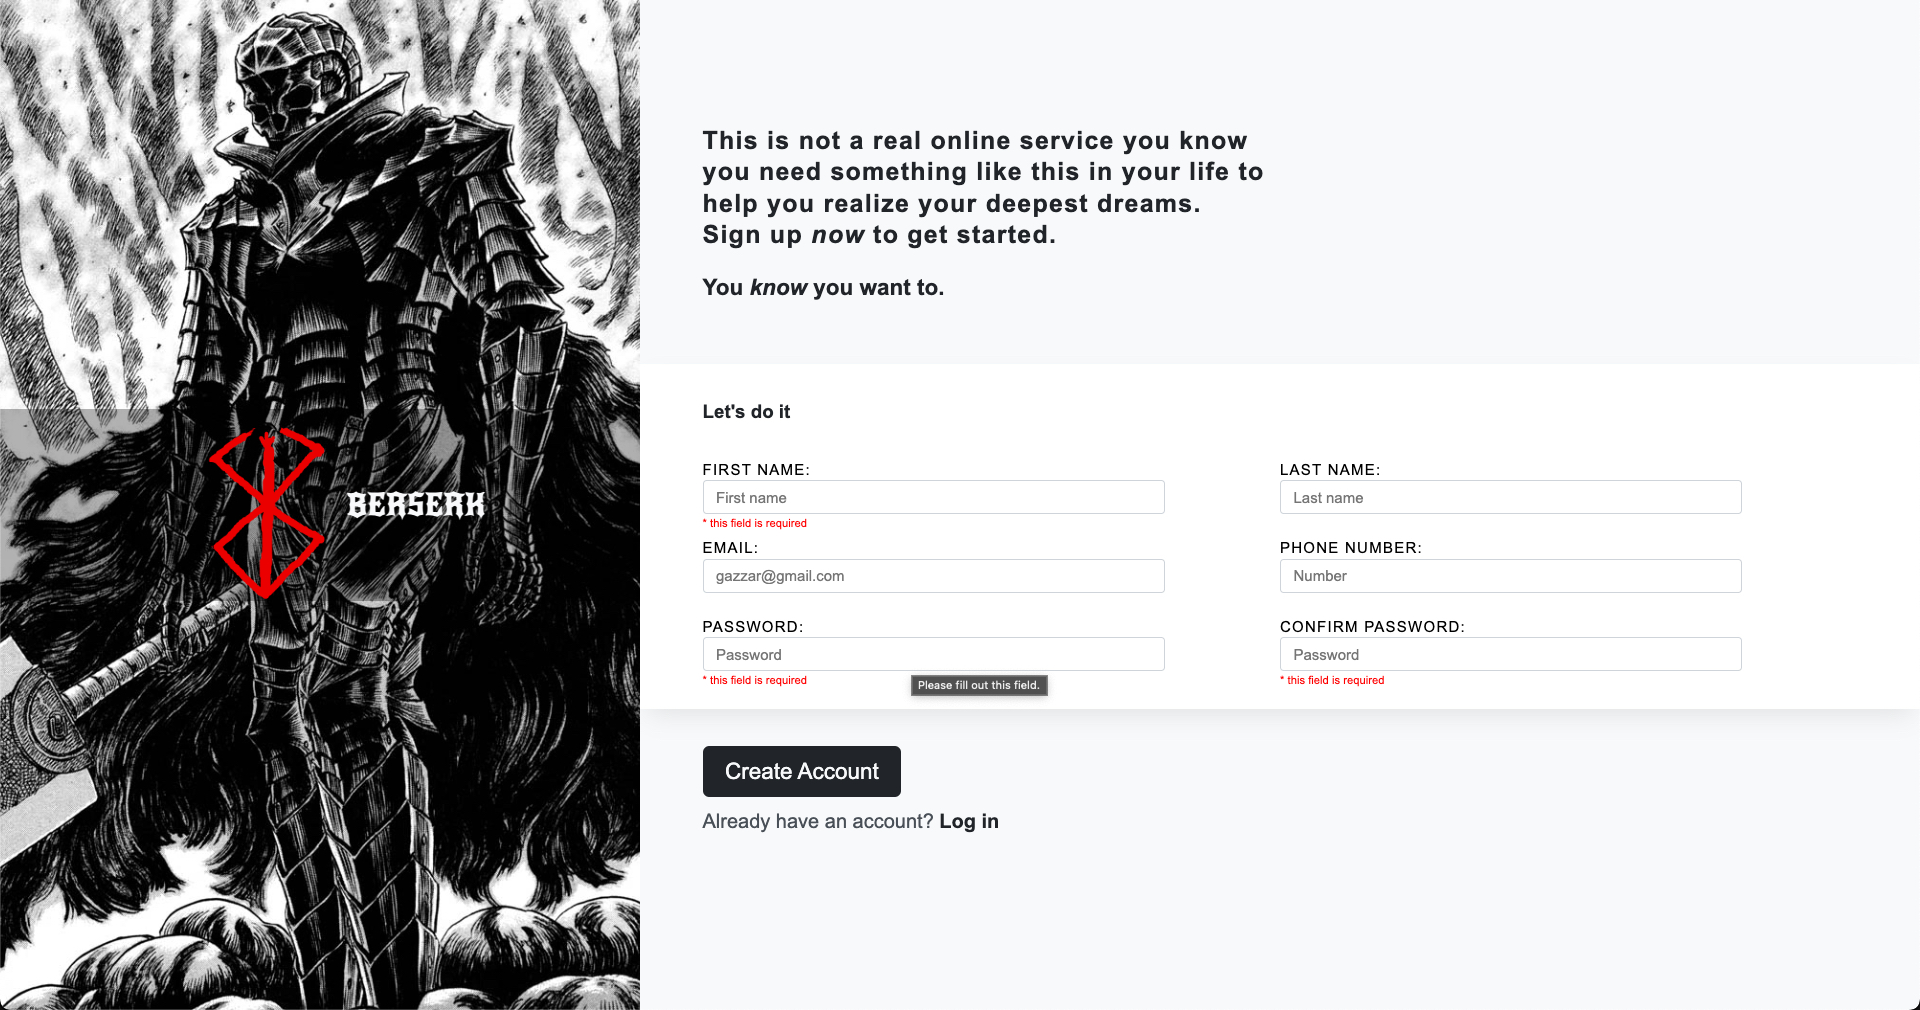 BERSERK
This is not a real online service you know
you need something like this in your life to
help you realize your deepest dreams.
Sign up now to get started.
You know you want to.
Let's do it
FIRST NAME:
First name
* this field is required
LAST NAME:
Last name
EMAIL:
gazzar@gmail.com
PHONE NUMBER:
Number
PASSWORD:
Password
* this field is required
Please fill out this field.
CONFIRM PASSWORD:
Password
* this field is required
Create Account
Already have an account? Log in